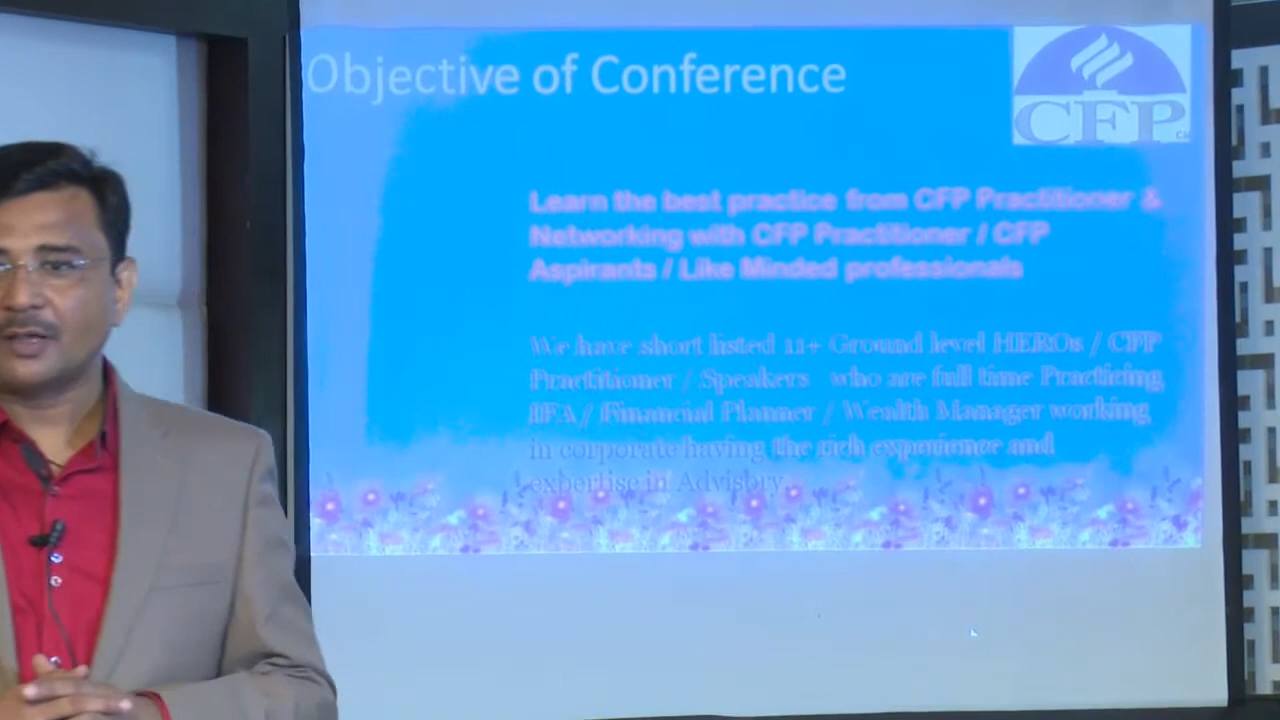 Objective of Conference
CFP
Learn the best practice from CFP Practitioner &
Networking with CFP Practitioner / CFP
Aspirants / Like Minded professionals
We have short listed 11+ Ground level HEROs / CFP
Practitioner / Speakers who are full time Practicing
IFA / Financial Planner / Wealth Manager working
in corporate having the rich experience and
expertise in Advisory